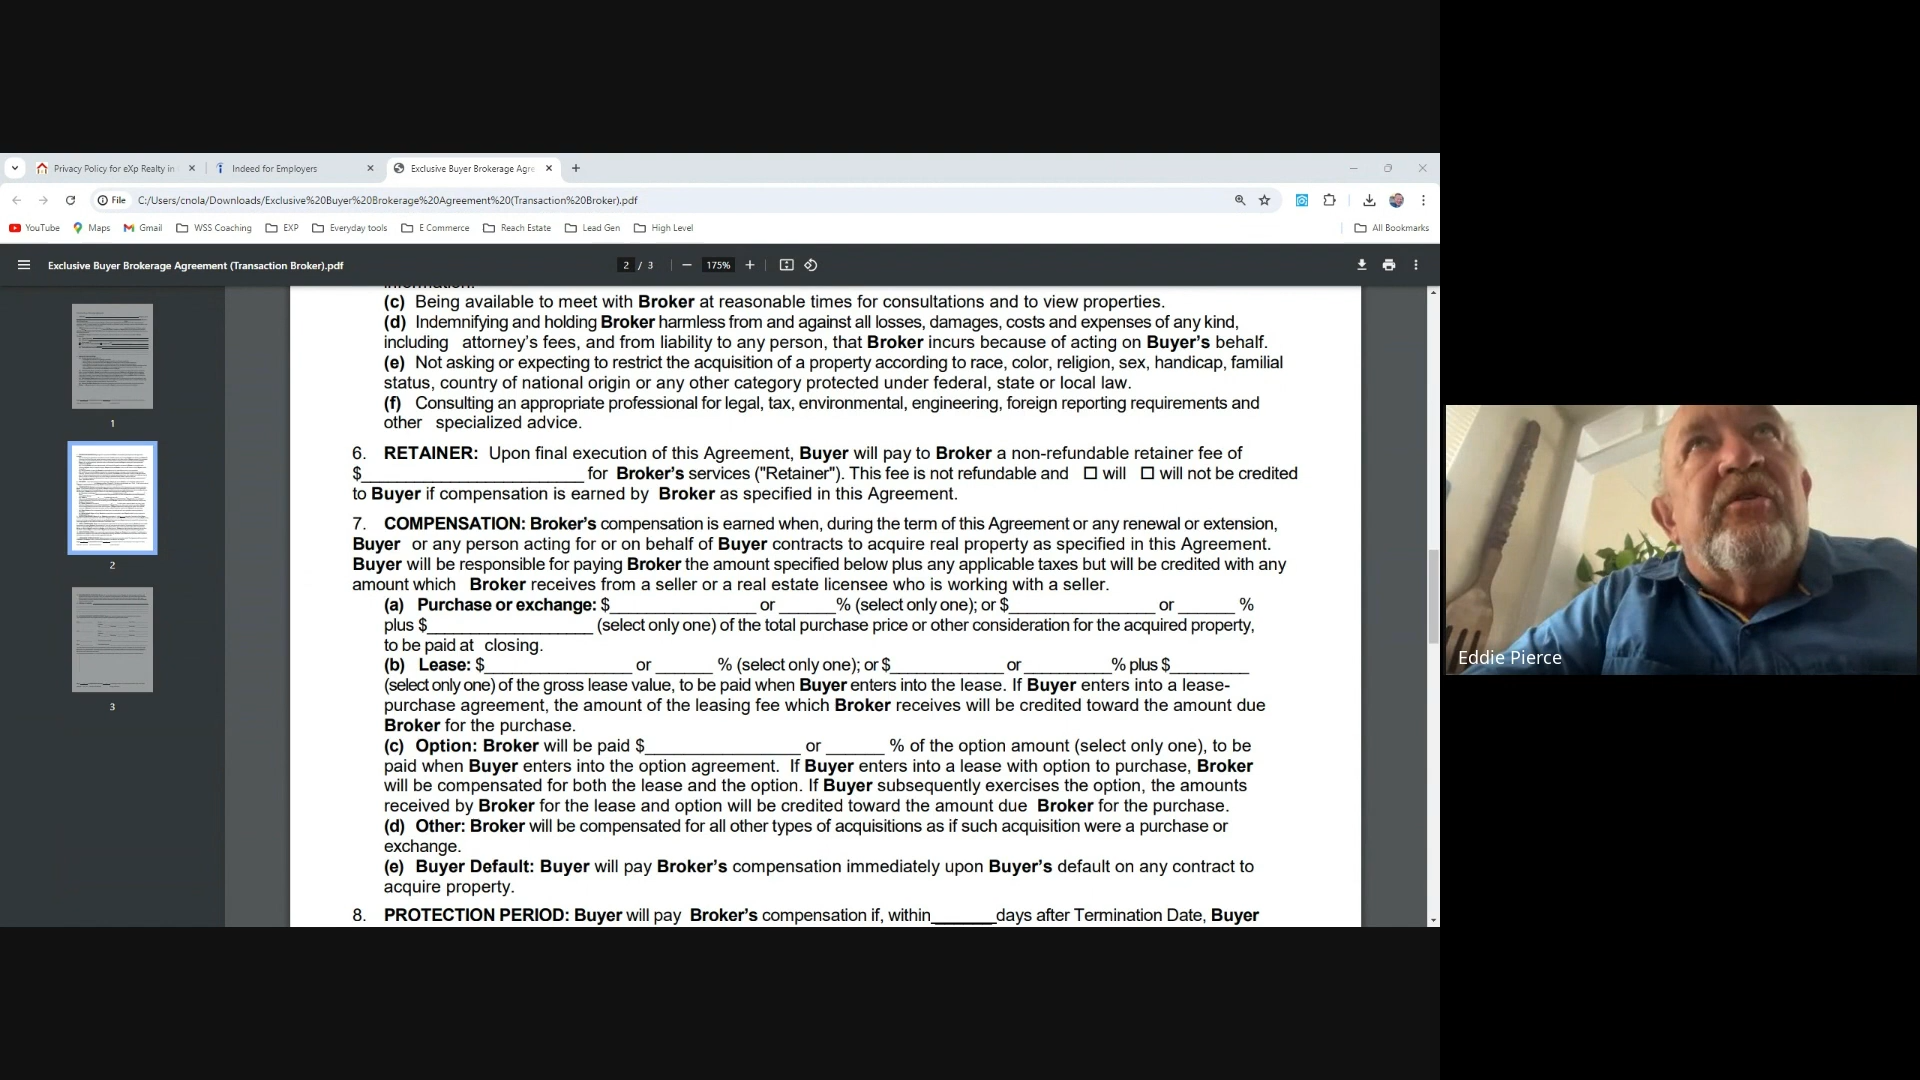 Privacy Policy for eXp Realty in
Indeed for Employers
Exclusive Buyer Brokerage Agre
File
C:/Users/cnola/Downloads/Exclusive%20Buyer%20Brokerage%20Agreement%20(Transaction%20Broker).pdf
YouTube
Maps
Gmail
WSS Coaching
EXP
Everyday tools
E Commerce
Reach Estate
Lead Gen
High Level
All Bookmarks
Exclusive Buyer Brokerage Agreement (Transaction Broker).pdf
2 / 3
175%
1
2
3
information.
(c) Being available to meet with Broker at reasonable times for consultations and to view properties.
(d) Indemnifying and holding Broker harmless from and against all losses, damages, costs and expenses of any kind,
including attorney's fees, and from liability to any person, that Broker incurs because of acting on Buyer's behalf.
(e) Not asking or expecting to restrict the acquisition of a property according to race, color, religion, sex, handicap, familial
status, country of national origin or any other category protected under federal, state or local law.
(f) Consulting an appropriate professional for legal, tax, environmental, engineering, foreign reporting requirements and
other specialized advice.
6. RETAINER: Upon final execution of this Agreement, Buyer will pay to Broker a non-refundable retainer fee of
$________________________ for Broker's services ("Retainer"). This fee is not refundable and ☐ will ☐ will not be credited
to Buyer if compensation is earned by Broker as specified in this Agreement.
7. COMPENSATION: Broker's compensation is earned when, during the term of this Agreement or any renewal or extension,
Buyer or any person acting for or on behalf of Buyer contracts to acquire real property as specified in this Agreement.
Buyer will be responsible for paying Broker the amount specified below plus any applicable taxes but will be credited with any
amount which Broker receives from a seller or a real estate licensee who is working with a seller.
(a) Purchase or exchange: $________________ or ______% (select only one); or $________________ or ______ %
plus $__________________ (select only one) of the total purchase price or other consideration for the acquired property,
to be paid at closing.
(b) Lease: $________________ or ______ % (select only one); or $____________ or _________% plus $________
(select only one) of the gross lease value, to be paid when Buyer enters into the lease. If Buyer enters into a lease-
purchase agreement, the amount of the leasing fee which Broker receives will be credited toward the amount due
Broker for the purchase.
(c) Option: Broker will be paid $________________ or ______ % of the option amount (select only one), to be
paid when Buyer enters into the option agreement. If Buyer enters into a lease with option to purchase, Broker
will be compensated for both the lease and the option. If Buyer subsequently exercises the option, the amounts
received by Broker for the lease and option will be credited toward the amount due Broker for the purchase.
(d) Other: Broker will be compensated for all other types of acquisitions as if such acquisition were a purchase or
exchange.
(e) Buyer Default: Buyer will pay Broker's compensation immediately upon Buyer's default on any contract to
acquire property.
8. PROTECTION PERIOD: Buyer will pay Broker's compensation if, within_______days after Termination Date, Buyer
Eddie Pierce